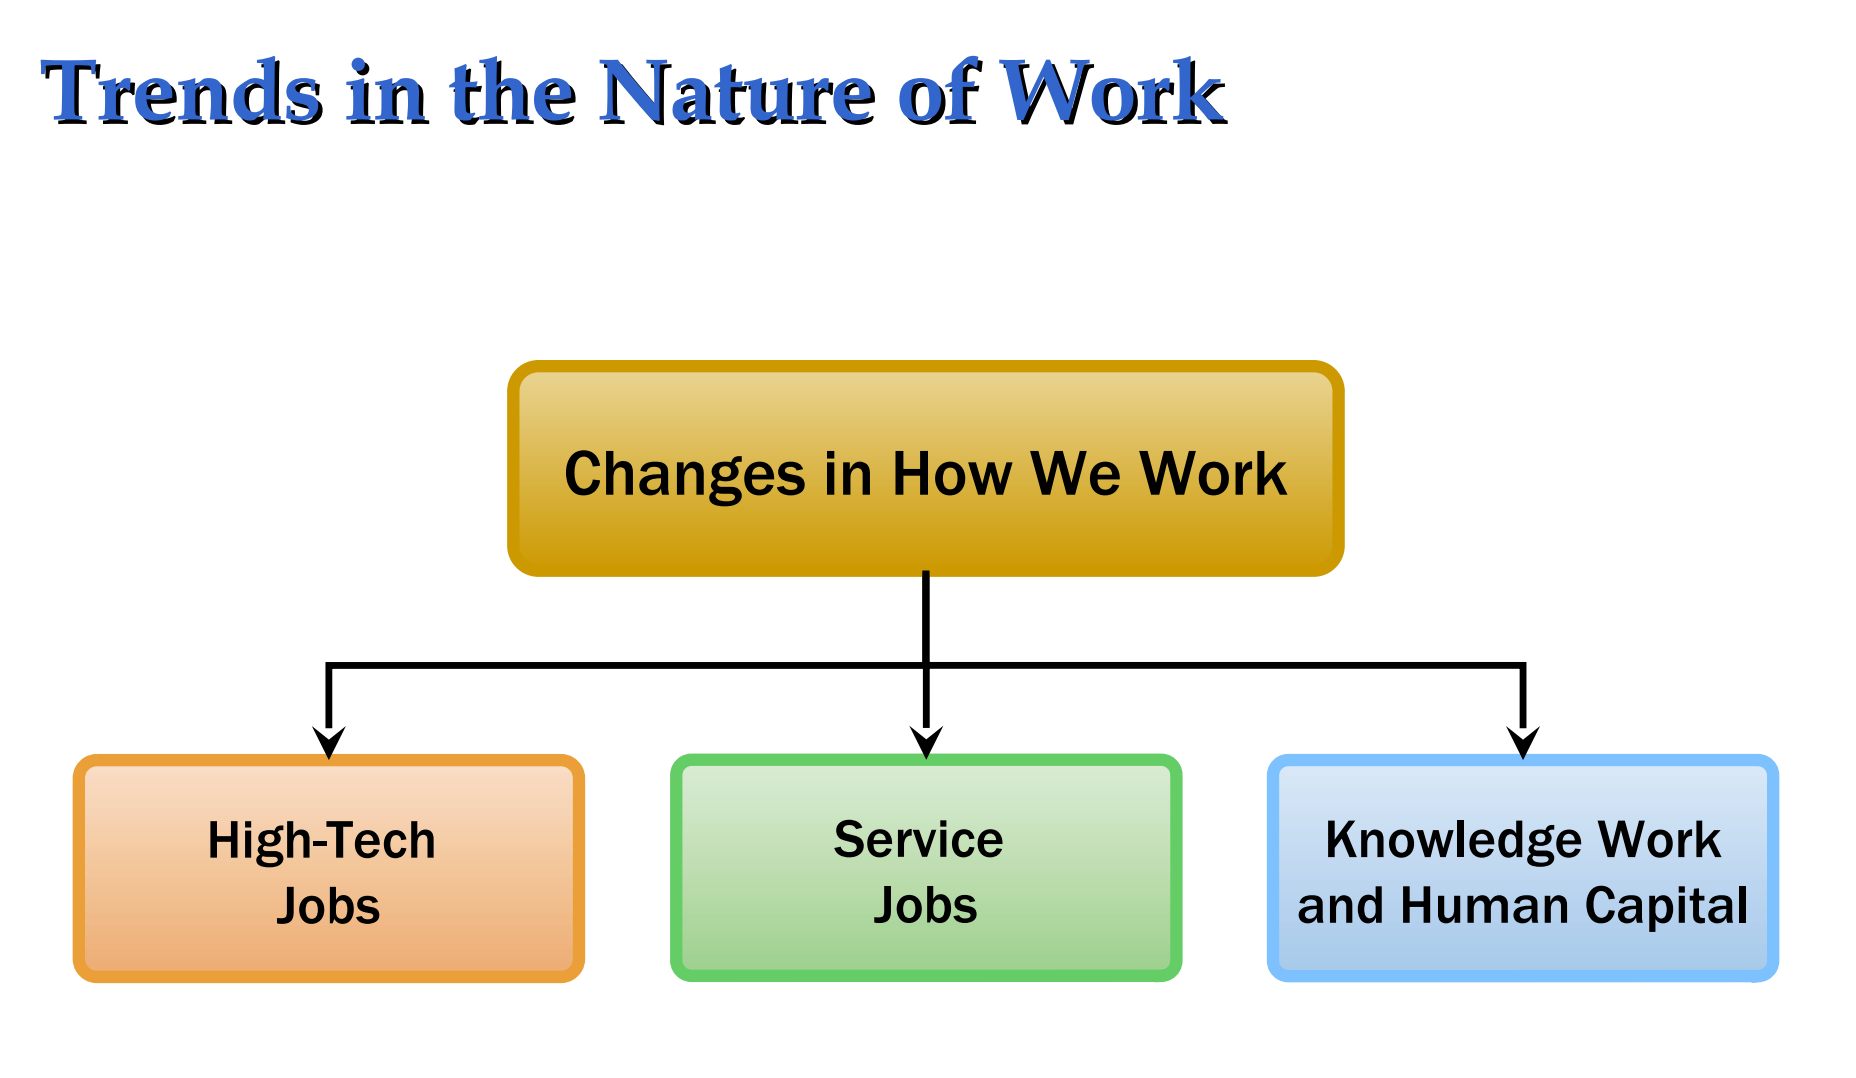 Trends in the Nature of Work
Changes in How We Work
High-Tech
Jobs
Service
Jobs
Knowledge Work
and Human Capital